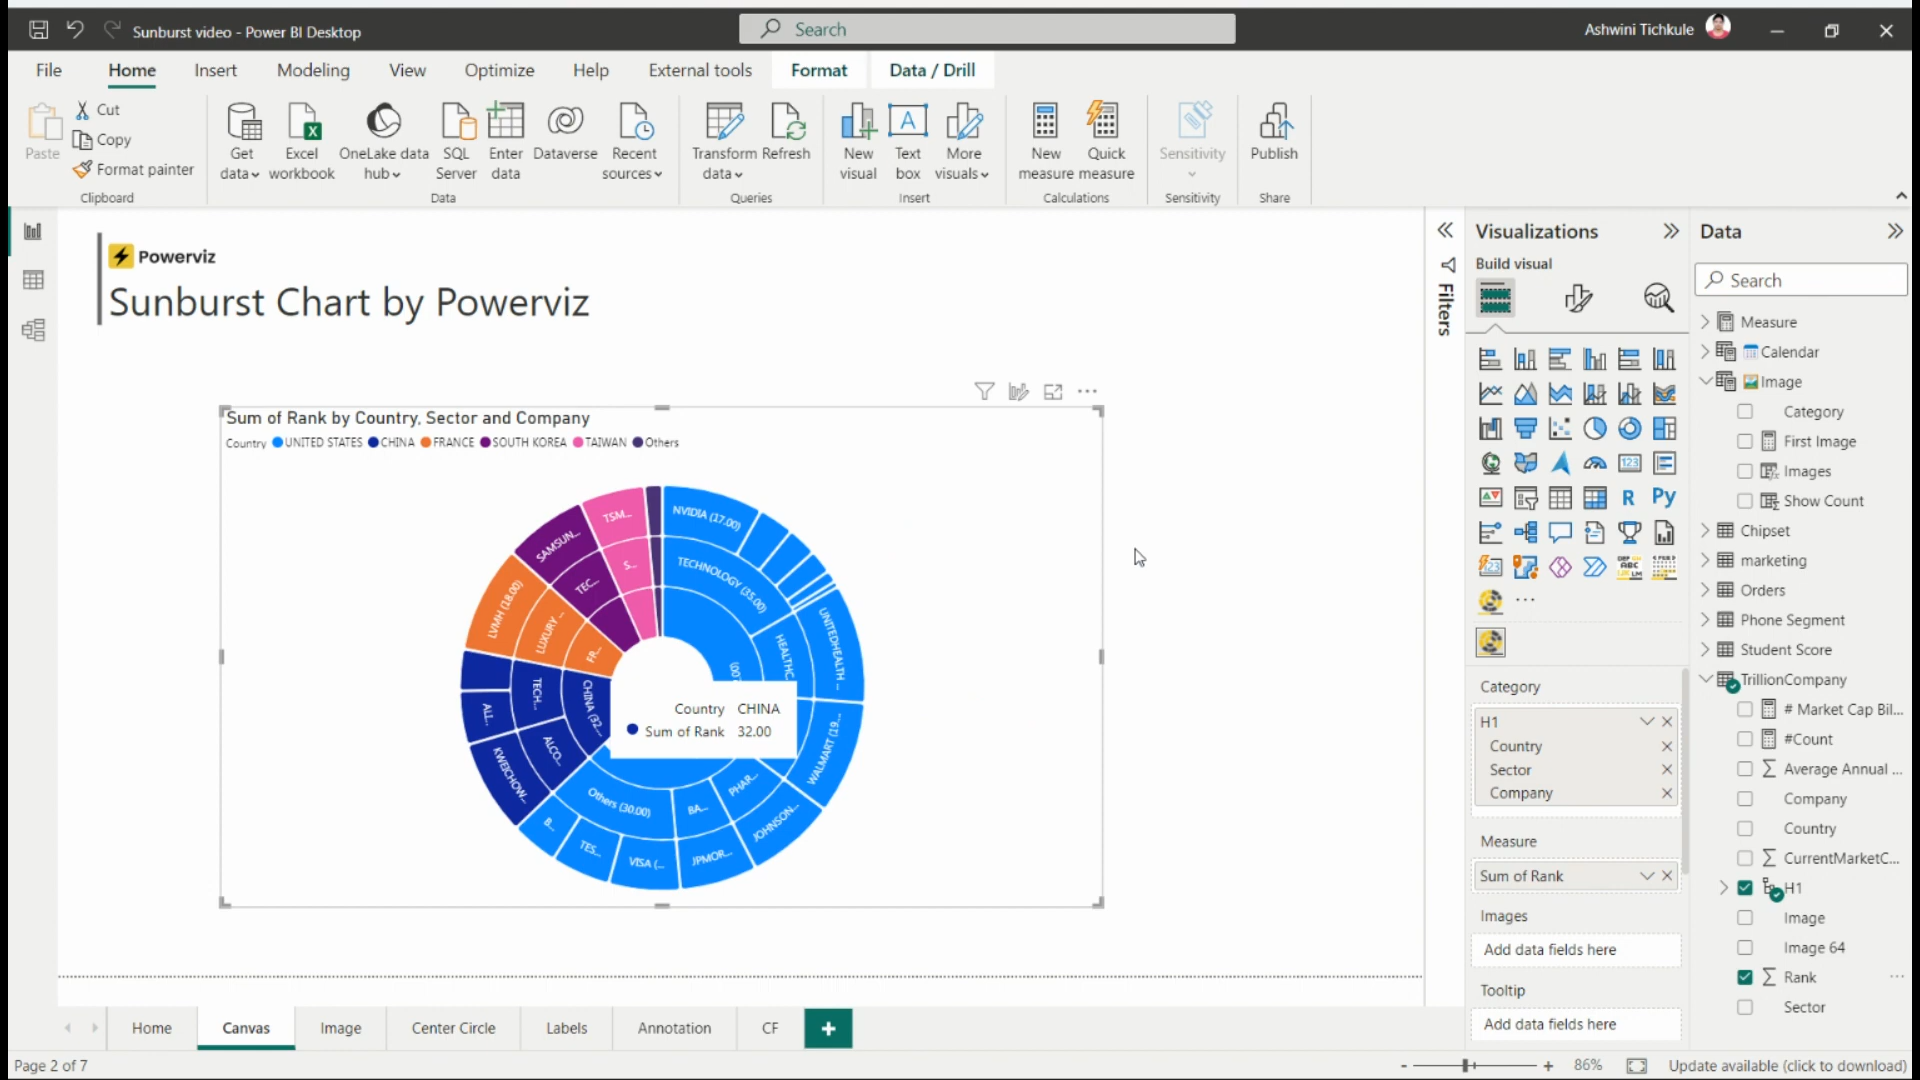 Sunburst video - Power BI Desktop
Search
Ashwini Tichkule
File
Home
Insert
Modeling
View
Optimize
Help
External tools
Format
Data / Drill
Paste
Cut
Copy
Format painter
Clipboard
Get data
Excel workbook
OneLake data hub
SQL Server
Enter data
Dataverse
Recent sources
Data
Transform data
Refresh
Queries
New visual
A
Text box
More visuals
Insert
New measure
Quick measure
Calculations
Sensitivity
Sensitivity
Publish
Share
Powerviz
Sunburst Chart by Powerviz
Sum of Rank by Country, Sector and Company
Country UNITED STATES CHINA FRANCE SOUTH KOREA TAIWAN Others
NVIDIA (17.00)
TECHNOLOGY (35.00)
UNITEDHEALTH ...
HEALTHC...
WALMART (19....
PHAR...
JOHNSON...
BA...
JPMOR...
Others (30.00)
VISA (...
TES...
B...
KWEICHOW...
ALCO...
CHINA (32....
TECH...
ALI...
LVMH (18.00)
LUXURY ...
FR...
SAMSUN...
TEC...
TSM...
S...
Country CHINA
Sum of Rank 32.00
Filters
Visualizations
Build visual
123
R
Py
Category
H1
Country
Sector
Company
Measure
Sum of Rank
Images
Add data fields here
Tooltip
Add data fields here
Data
Search
Measure
Calendar
Image
Category
First Image
Images
Show Count
Chipset
marketing
Orders
Phone Segment
Student Score
TrillionCompany
# Market Cap Bil...
#Count
Average Annual ...
Company
Country
CurrentMarketC...
H1
Image
Image 64
Rank
Sector
Home
Canvas
Image
Center Circle
Labels
Annotation
CF
+
Page 2 of 7
- + 86%
Update available (click to download)